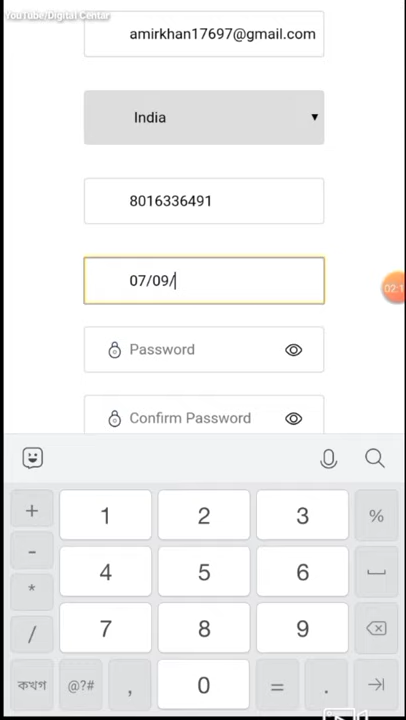 YouTube/Digital Centar
amirkhan17697@gmail.com
India
8016336491
07/09/
Password
Confirm Password
+ 1 2 3 %
- 4 5 6
*
/ 7 8 9
কখগ @?# , 0 = .